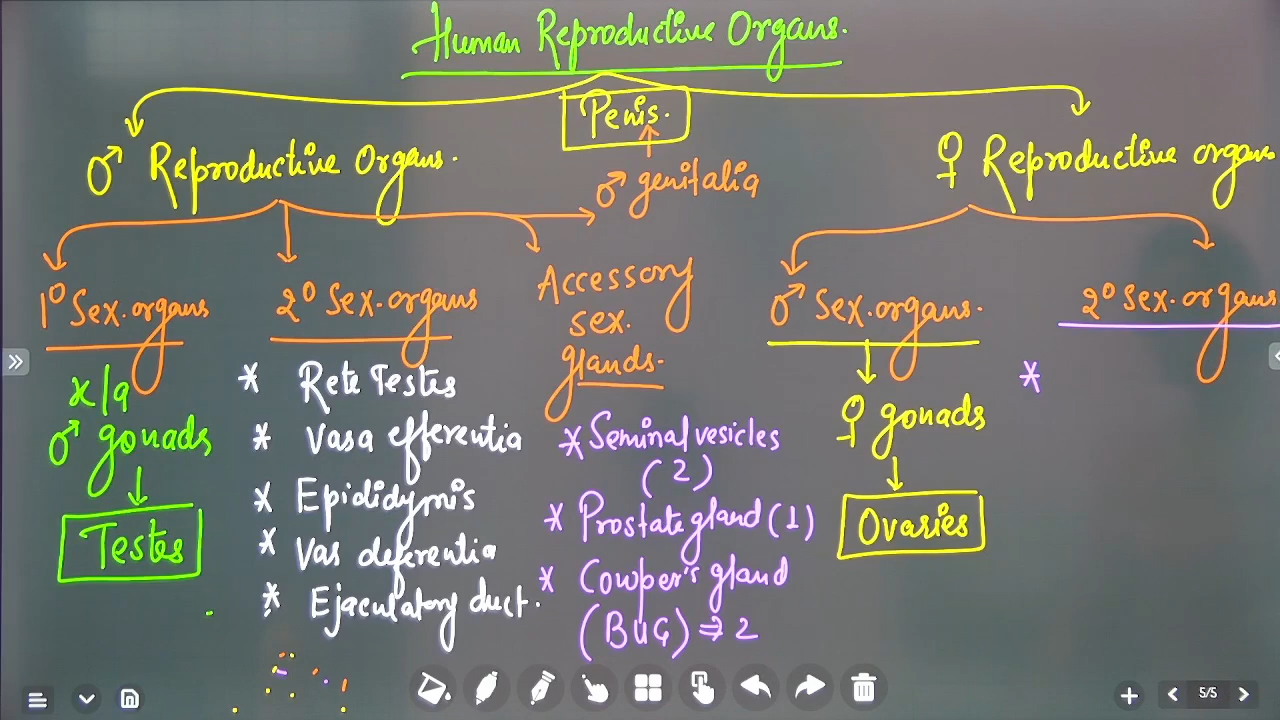 Human Reproductive Organs.
Penis.
♂ genitalia
♂ Reproductive Organs.
1° Sex. organs
x/a
♂ gonads
Testes
2° Sex. organs
* Rete Testes
* Vasa efferentia
* Epididymis
* Vas deferentia
* Ejaculatory duct.
Accessory
sex.
glands.
* Seminal vesicles
(2)
* Prostate gland (1)
* Cowper's gland
(BUG) ⇒ 2
♀ Reproductive organs
♂ Sex. organs.
♀ gonads
Ovaries
2° Sex. organs
*
5/5